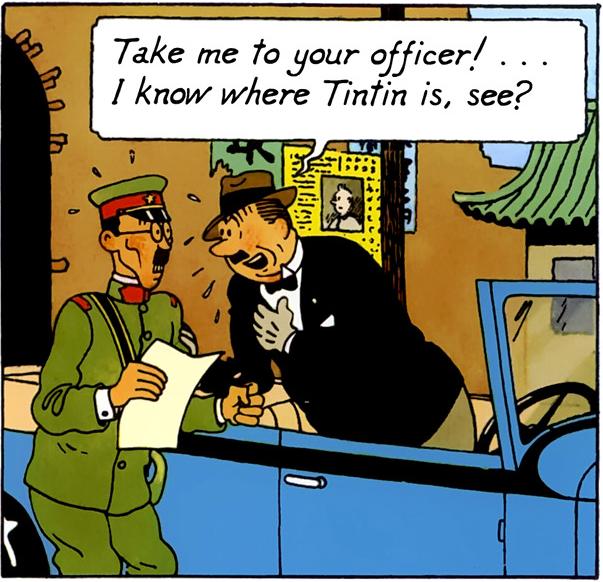 Take me to your officer! . . .
I know where Tintin is, see?